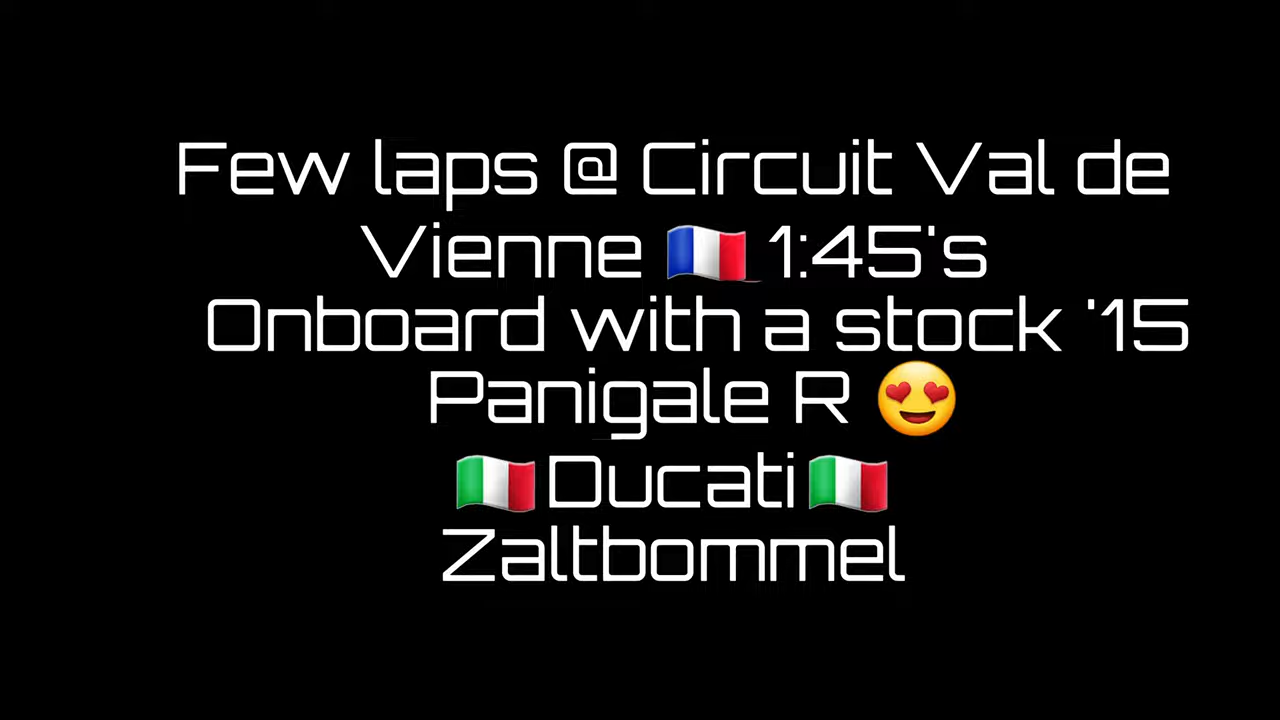 Few laps @ Circuit Val de
Vienne 🇫🇷 1:45's
Onboard with a stock '15
Panigale R 😍
🇮🇹Ducati🇮🇹
Zaltbommel